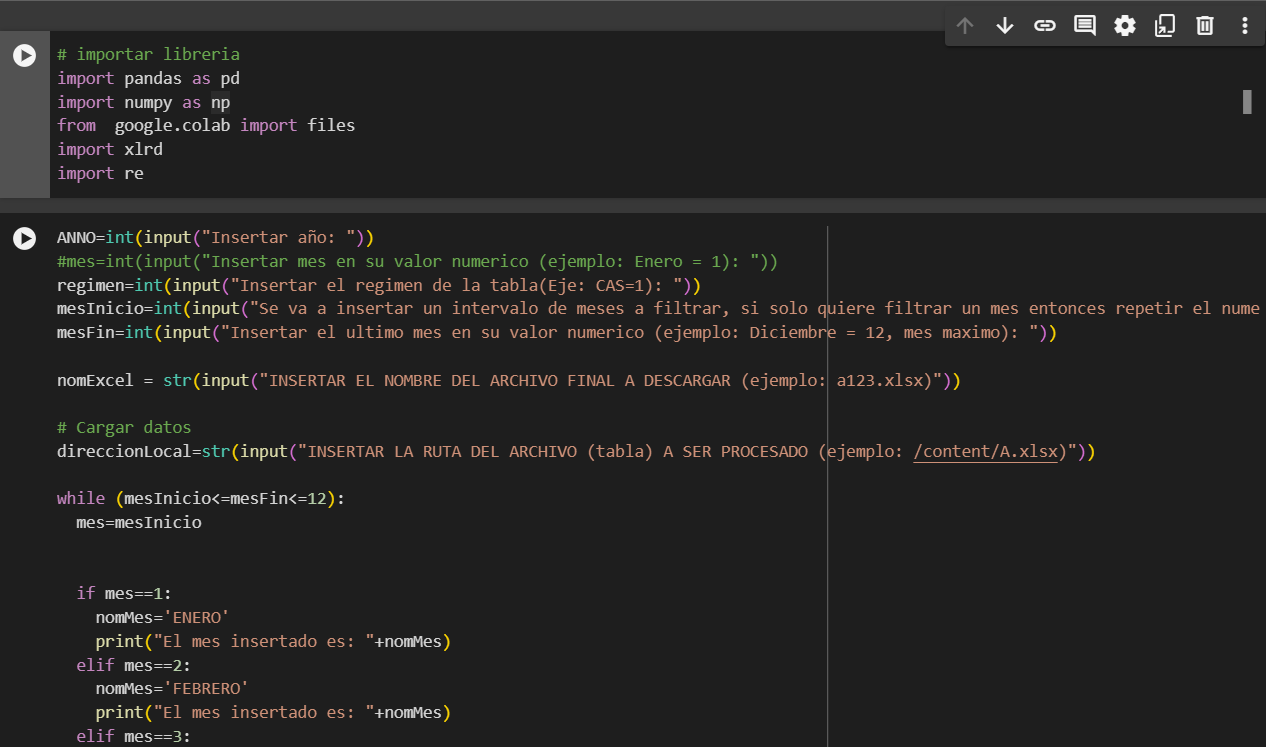 # importar libreria
import pandas as pd
import numpy as np
from  google.colab import files
import xlrd
import re
ANNO=int(input("Insertar año: "))
#mes=int(input("Insertar mes en su valor numerico (ejemplo: Enero = 1): "))
regimen=int(input("Insertar el regimen de la tabla(Eje: CAS=1): "))
mesInicio=int(input("Se va a insertar un intervalo de meses a filtrar, si solo quiere filtrar un mes entonces repetir el nume
mesFin=int(input("Insertar el ultimo mes en su valor numerico (ejemplo: Diciembre = 12, mes maximo): "))
nomExcel = str(input("INSERTAR EL NOMBRE DEL ARCHIVO FINAL A DESCARGAR (ejemplo: a123.xlsx)"))
# Cargar datos
direccionLocal=str(input("INSERTAR LA RUTA DEL ARCHIVO (tabla) A SER PROCESADO (ejemplo: /content/A.xlsx)"))
while (mesInicio<=mesFin<=12):
  mes=mesInicio
  if mes==1:
    nomMes='ENERO'
    print("El mes insertado es: "+nomMes)
  elif mes==2:
    nomMes='FEBRERO'
    print("El mes insertado es: "+nomMes)
  elif mes==3: